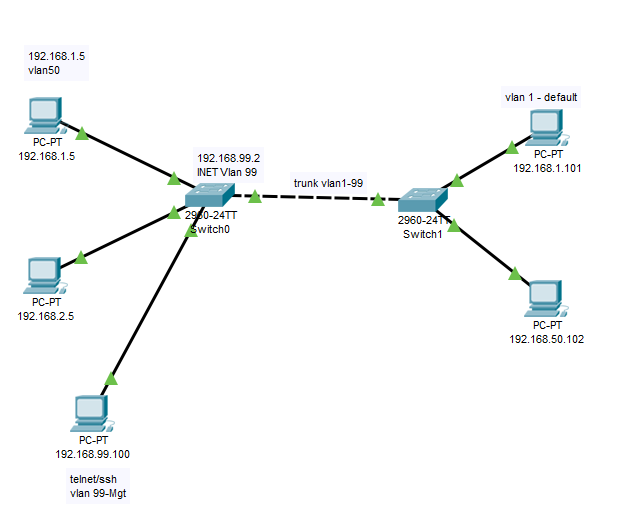 192.168.1.5
vlan50
PC-PT
192.168.1.5
192.168.99.2
INET Vlan 99
2960-24TT
Switch0
trunk vlan1-99
2960-24TT
Switch1
vlan 1 - default
PC-PT
192.168.1.101
PC-PT
192.168.2.5
PC-PT
192.168.50.102
PC-PT
192.168.99.100
telnet/ssh
vlan 99-Mgt